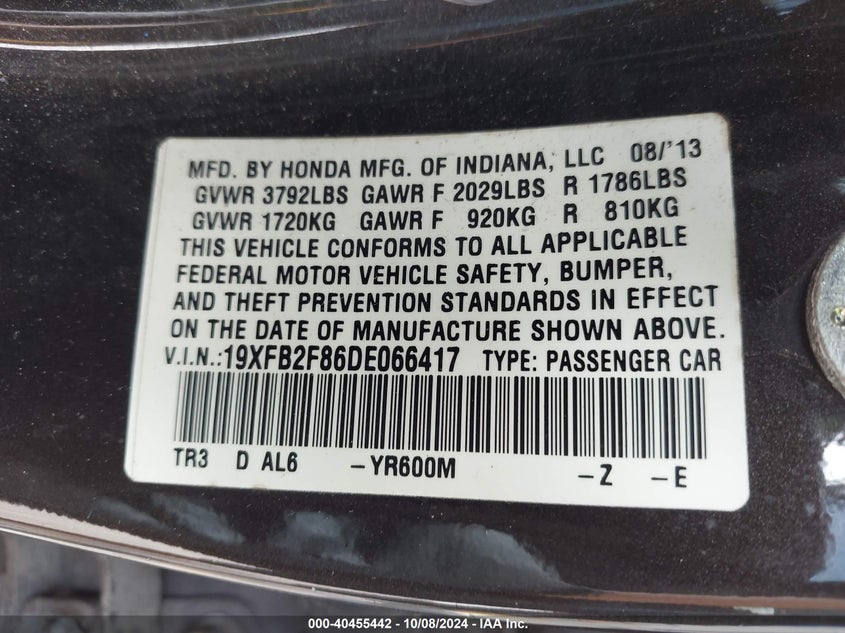 MFD. BY HONDA MFG. OF INDIANA, LLC 08/'13
GVWR 3792LBS GAWR F 2029LBS R 1786LBS
GVWR 1720KG GAWR F 920KG R 810KG
THIS VEHICLE CONFORMS TO ALL APPLICABLE
FEDERAL MOTOR VEHICLE SAFETY, BUMPER,
AND THEFT PREVENTION STANDARDS IN EFFECT
ON THE DATE OF MANUFACTURE SHOWN ABOVE.
V.I.N.:19XFB2F86DE066417 TYPE: PASSENGER CAR
TR3 D AL6 -YR600M -Z -E
000-40455442 - 10/08/2024 - IAA Inc.